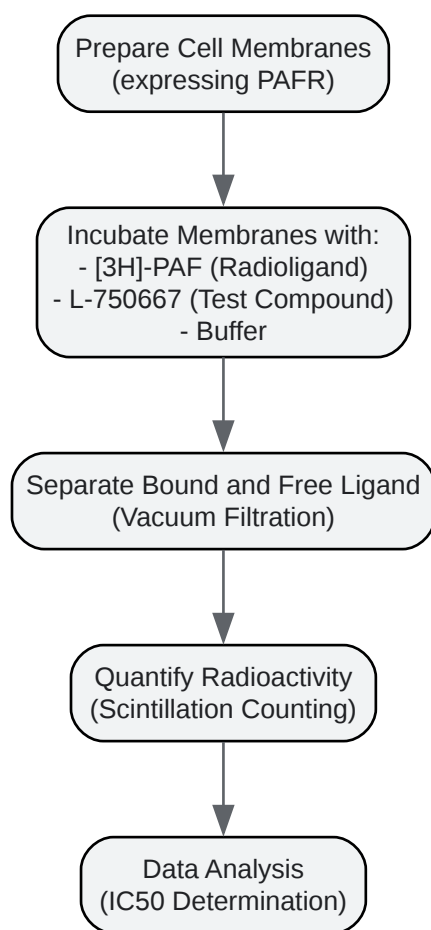 Prepare Cell Membranes
(expressing PAFR)
Incubate Membranes with:
- [3H]-PAF (Radioligand)
- L-750667 (Test Compound)
- Buffer
Separate Bound and Free Ligand
(Vacuum Filtration)
Quantify Radioactivity
(Scintillation Counting)
Data Analysis
(IC50 Determination)